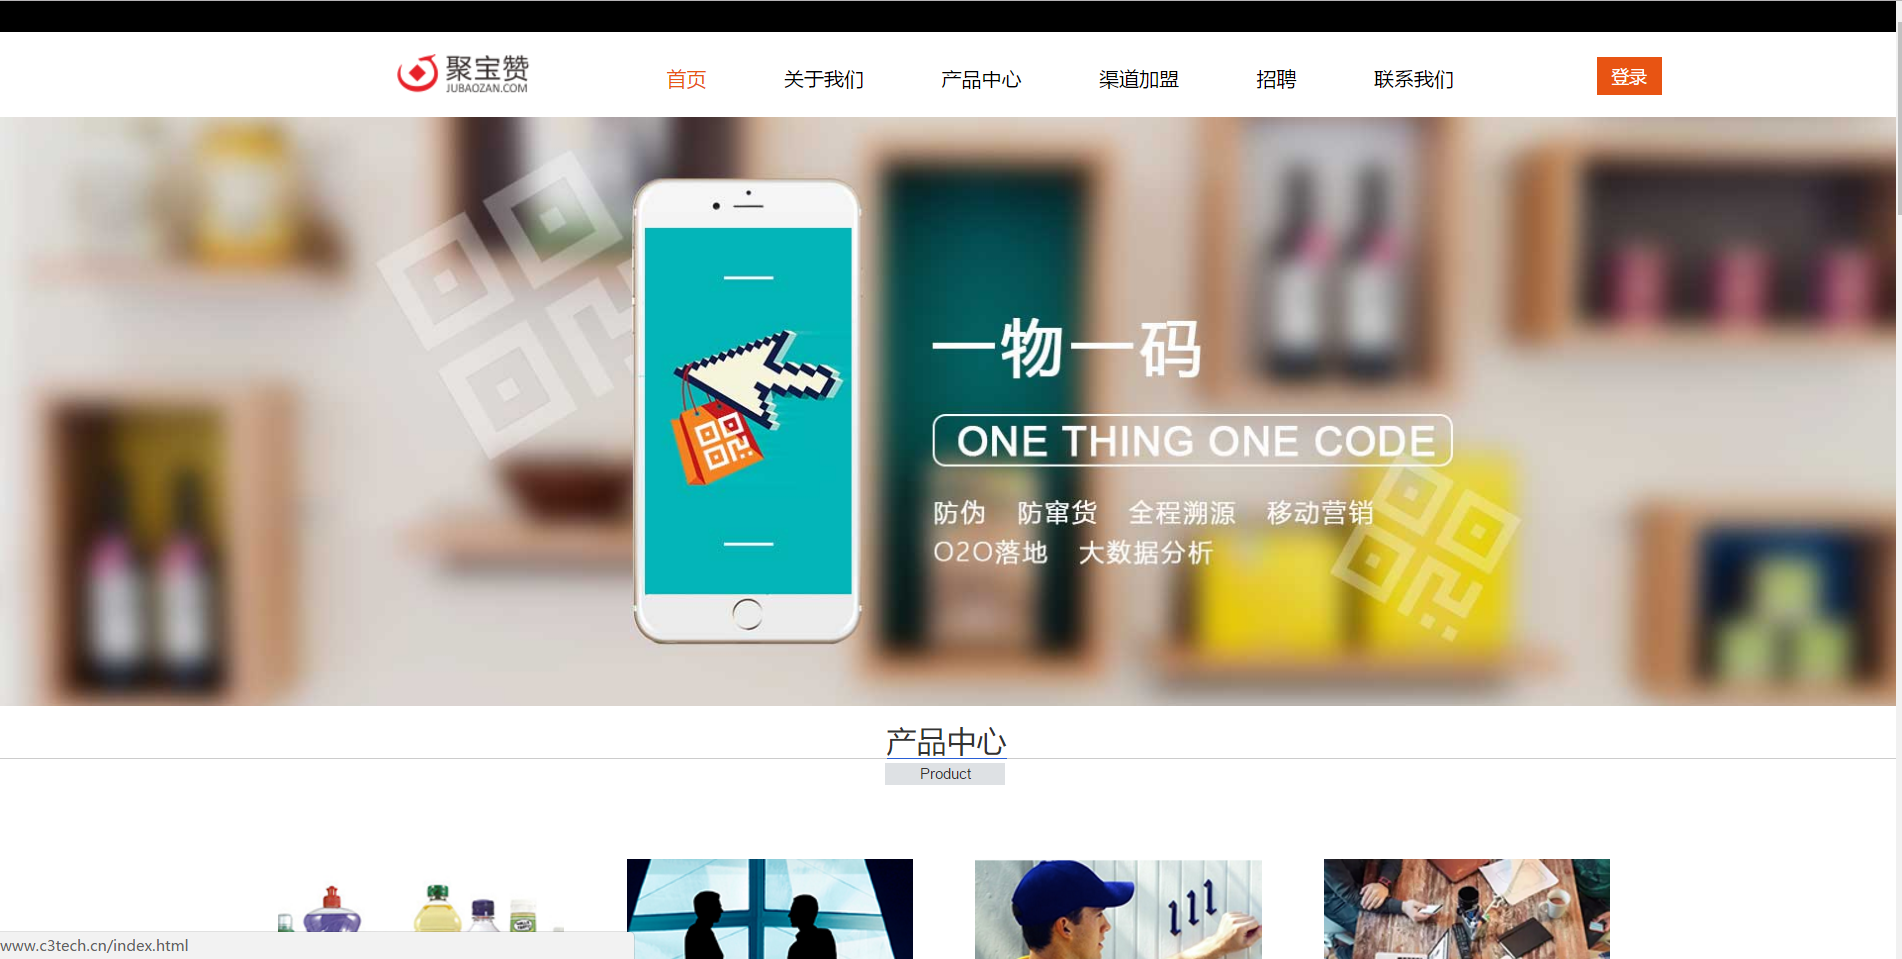 聚宝赞
JUBAOZAN.COM
首页 关于我们 产品中心 渠道加盟 招聘 联系我们 登录
一物一码
ONE THING ONE CODE
防伪 防窜货 全程溯源 移动营销
O2O落地 大数据分析
产品中心
Product
www.c3tech.cn/index.html